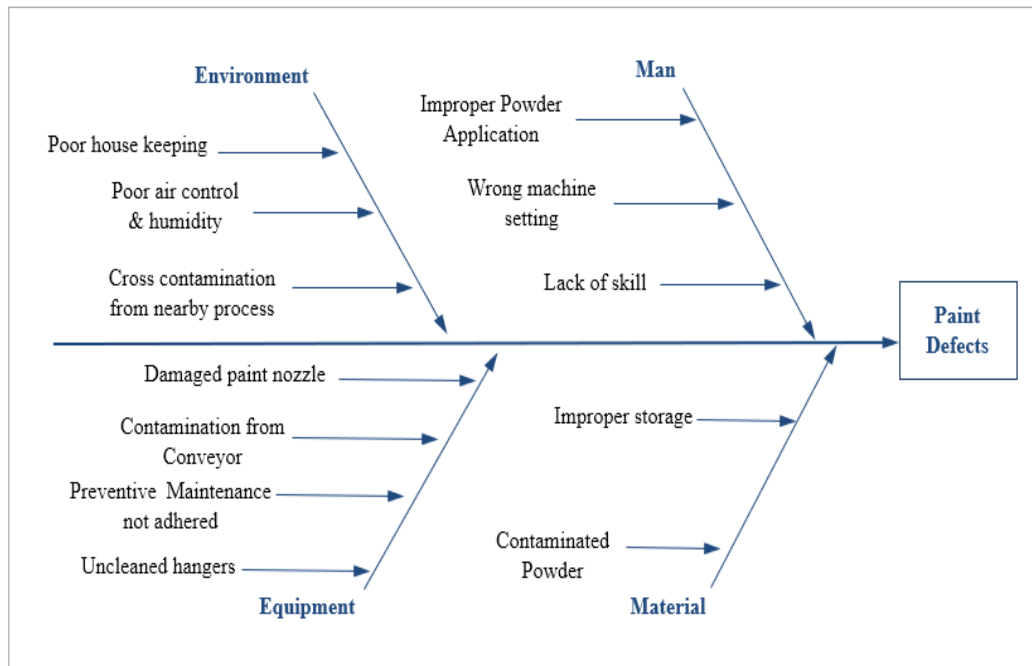 Environment
Man
Improper Powder
Application
Poor house keeping
Poor air control
& humidity
Wrong machine
setting
Cross contamination
from nearby process
Lack of skill
Paint
Defects
Damaged paint nozzle
Contamination from
Conveyor
Improper storage
Preventive Maintenance
not adhered
Contaminated
Powder
Uncleaned hangers
Equipment
Material